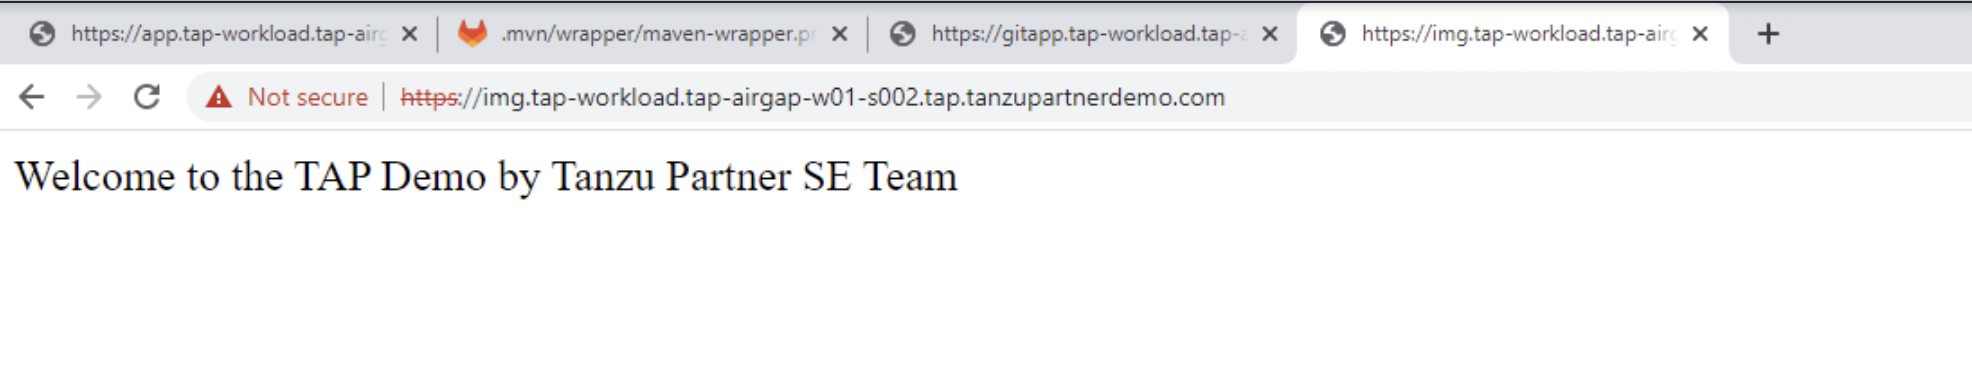 https://app.tap-workload.tap-airg
.mvn/wrapper/maven-wrapper.pr
https://gitapp.tap-workload.tap-a
https://img.tap-workload.tap-airg
Not secure https://img.tap-workload.tap-airgap-w01-s002.tap.tanzupartnerdemo.com
Welcome to the TAP Demo by Tanzu Partner SE Team